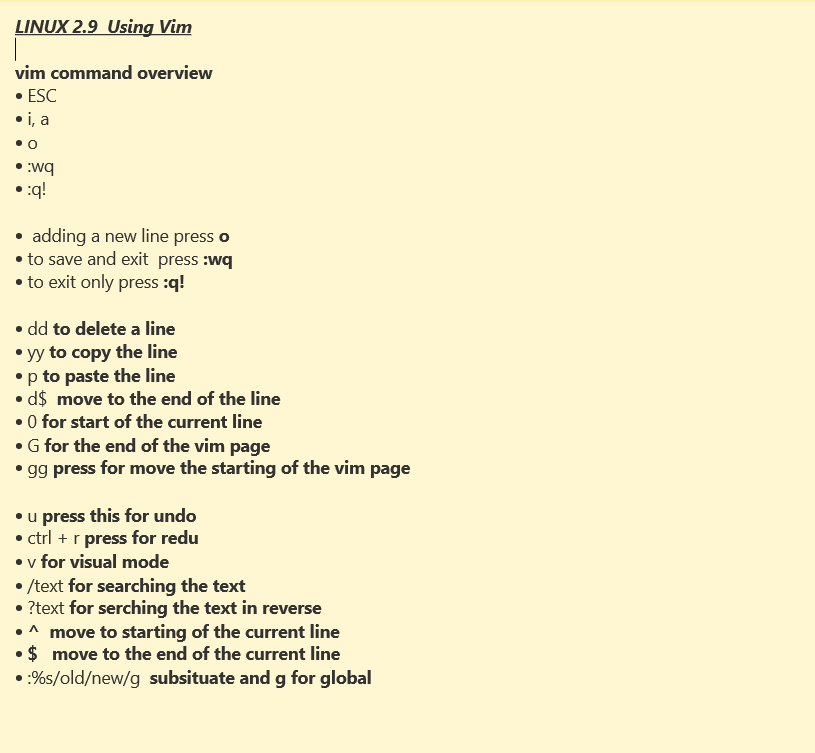 LINUX 2.9  Using Vim
vim command overview
• ESC
• i, a
• o
• :wq
• :q!
•  adding a new line press o
• to save and exit  press :wq
• to exit only press :q!
• dd to delete a line
• yy to copy the line
• p to paste the line
• d$  move to the end of the line
• 0 for start of the current line
• G for the end of the vim page
• gg press for move the starting of the vim page
• u press this for undo
• ctrl + r press for redu
• v for visual mode
• /text for searching the text
• ?text for serching the text in reverse
• ^  move to starting of the current line
• $  move to the end of the current line
• :%s/old/new/g  subsituate and g for global